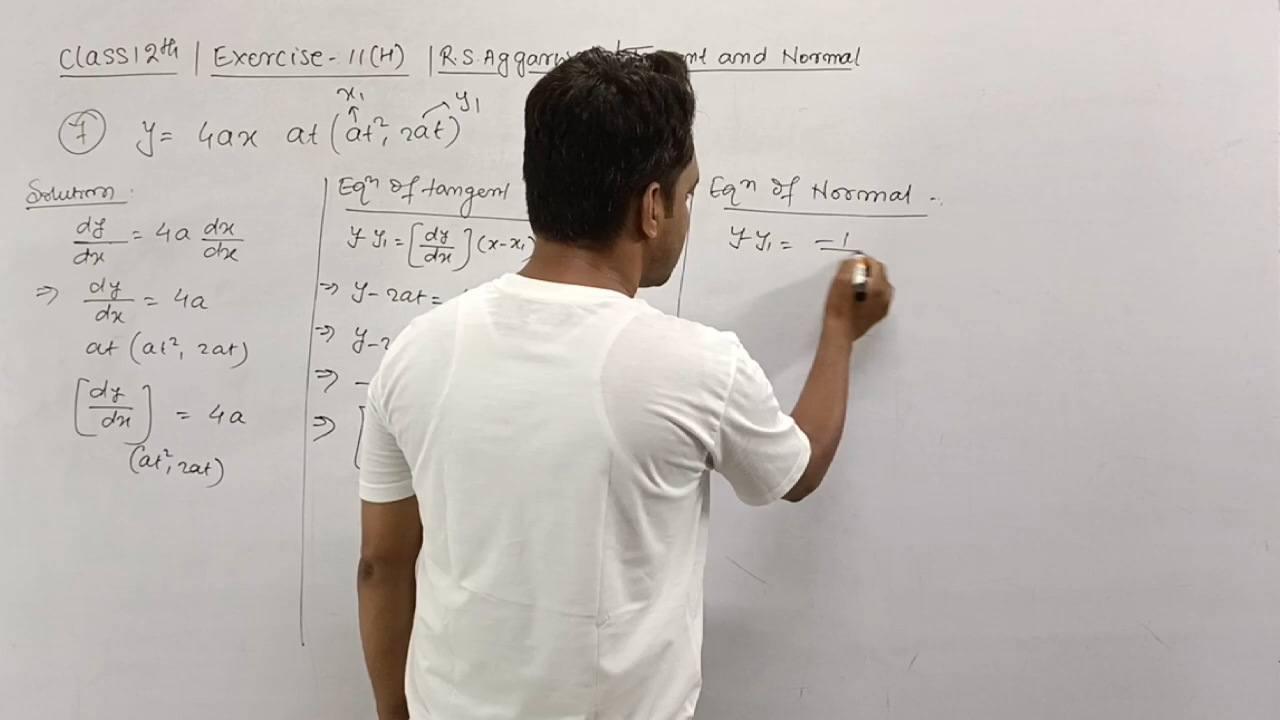 Class 12th | Exercise- 11(H) | R.S. Aggarw nt and Normal
x₁ y₁
7 y = 4ax at (at², 2at)
Solution:
dy/dx = 4a dx/dx
⇒ dy/dx = 4a
at (at², 2at)
[dy/dx] = 4a
(at², 2at)
Eqⁿ Of tangent
y-y₁ = [dy/dx](x-x₁)
⇒ y-2at =
⇒ y-2
⇒ -
⇒ [
Eqⁿ Of Normal :-
y-y₁ = -1